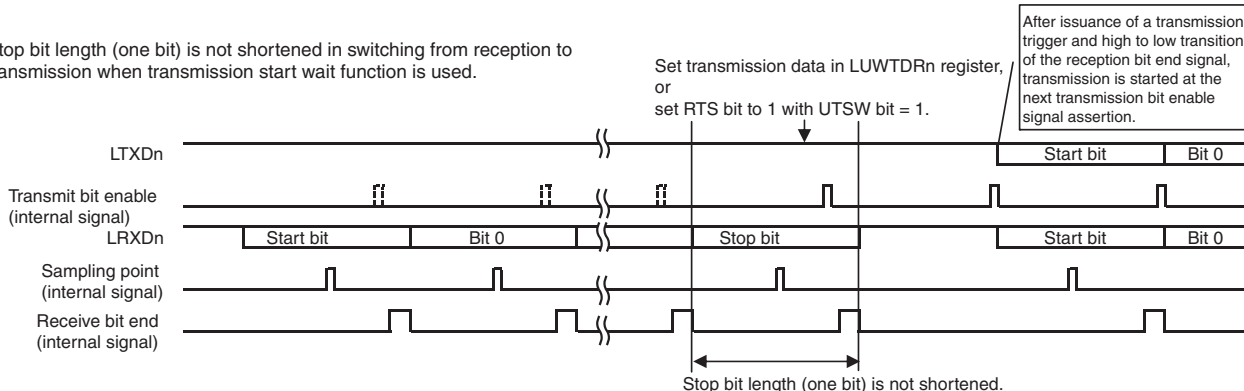 top bit length (one bit) is not shortened in switching from reception to
ansmission when transmission start wait function is used.
Set transmission data in LUWTDRn register,
or
set RTS bit to 1 with UTSW bit = 1.
After issuance of a transmission
trigger and high to low transition
of the reception bit end signal,
transmission is started at the
next transmission bit enable
signal assertion.
LTXDn
Start bit
Bit 0
Transmit bit enable
(internal signal)
LRXDn
Start bit
Bit 0
Stop bit
Start bit
Bit 0
Sampling point
(internal signal)
Receive bit end
(internal signal)
Stop bit length (one bit) is not shortened.